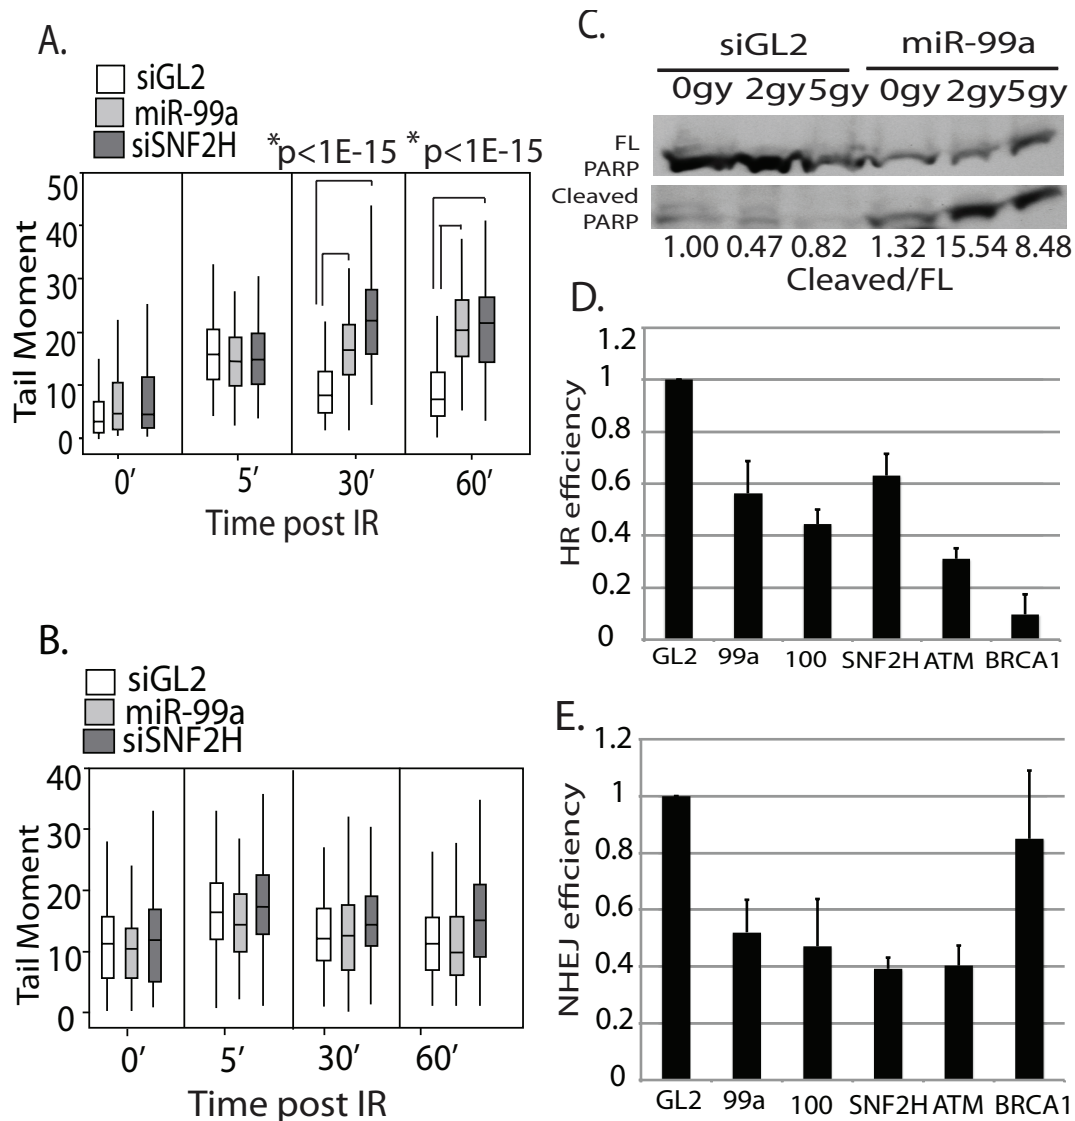 A.
siGL2
miR-99a
siSNF2H
*p<1E-15 *p<1E-15
50
40
30
20
10
0
Tail Moment
0' 5' 30' 60'
Time post IR
B.
siGL2
miR-99a
siSNF2H
40
30
20
10
0
Tail Moment
0' 5' 30' 60'
Time post IR
C.
siGL2 miR-99a
0gy 2gy 5gy 0gy 2gy 5gy
FL
PARP
Cleaved
PARP
1.00 0.47 0.82 1.32 15.54 8.48
Cleaved/FL
D.
1.2
1
0.8
0.6
0.4
0.2
0
HR efficiency
GL2 99a 100 SNF2H ATM BRCA1
E.
1.2
1
0.8
0.6
0.4
0.2
0
NHEJ efficiency
GL2 99a 100 SNF2H ATM BRCA1